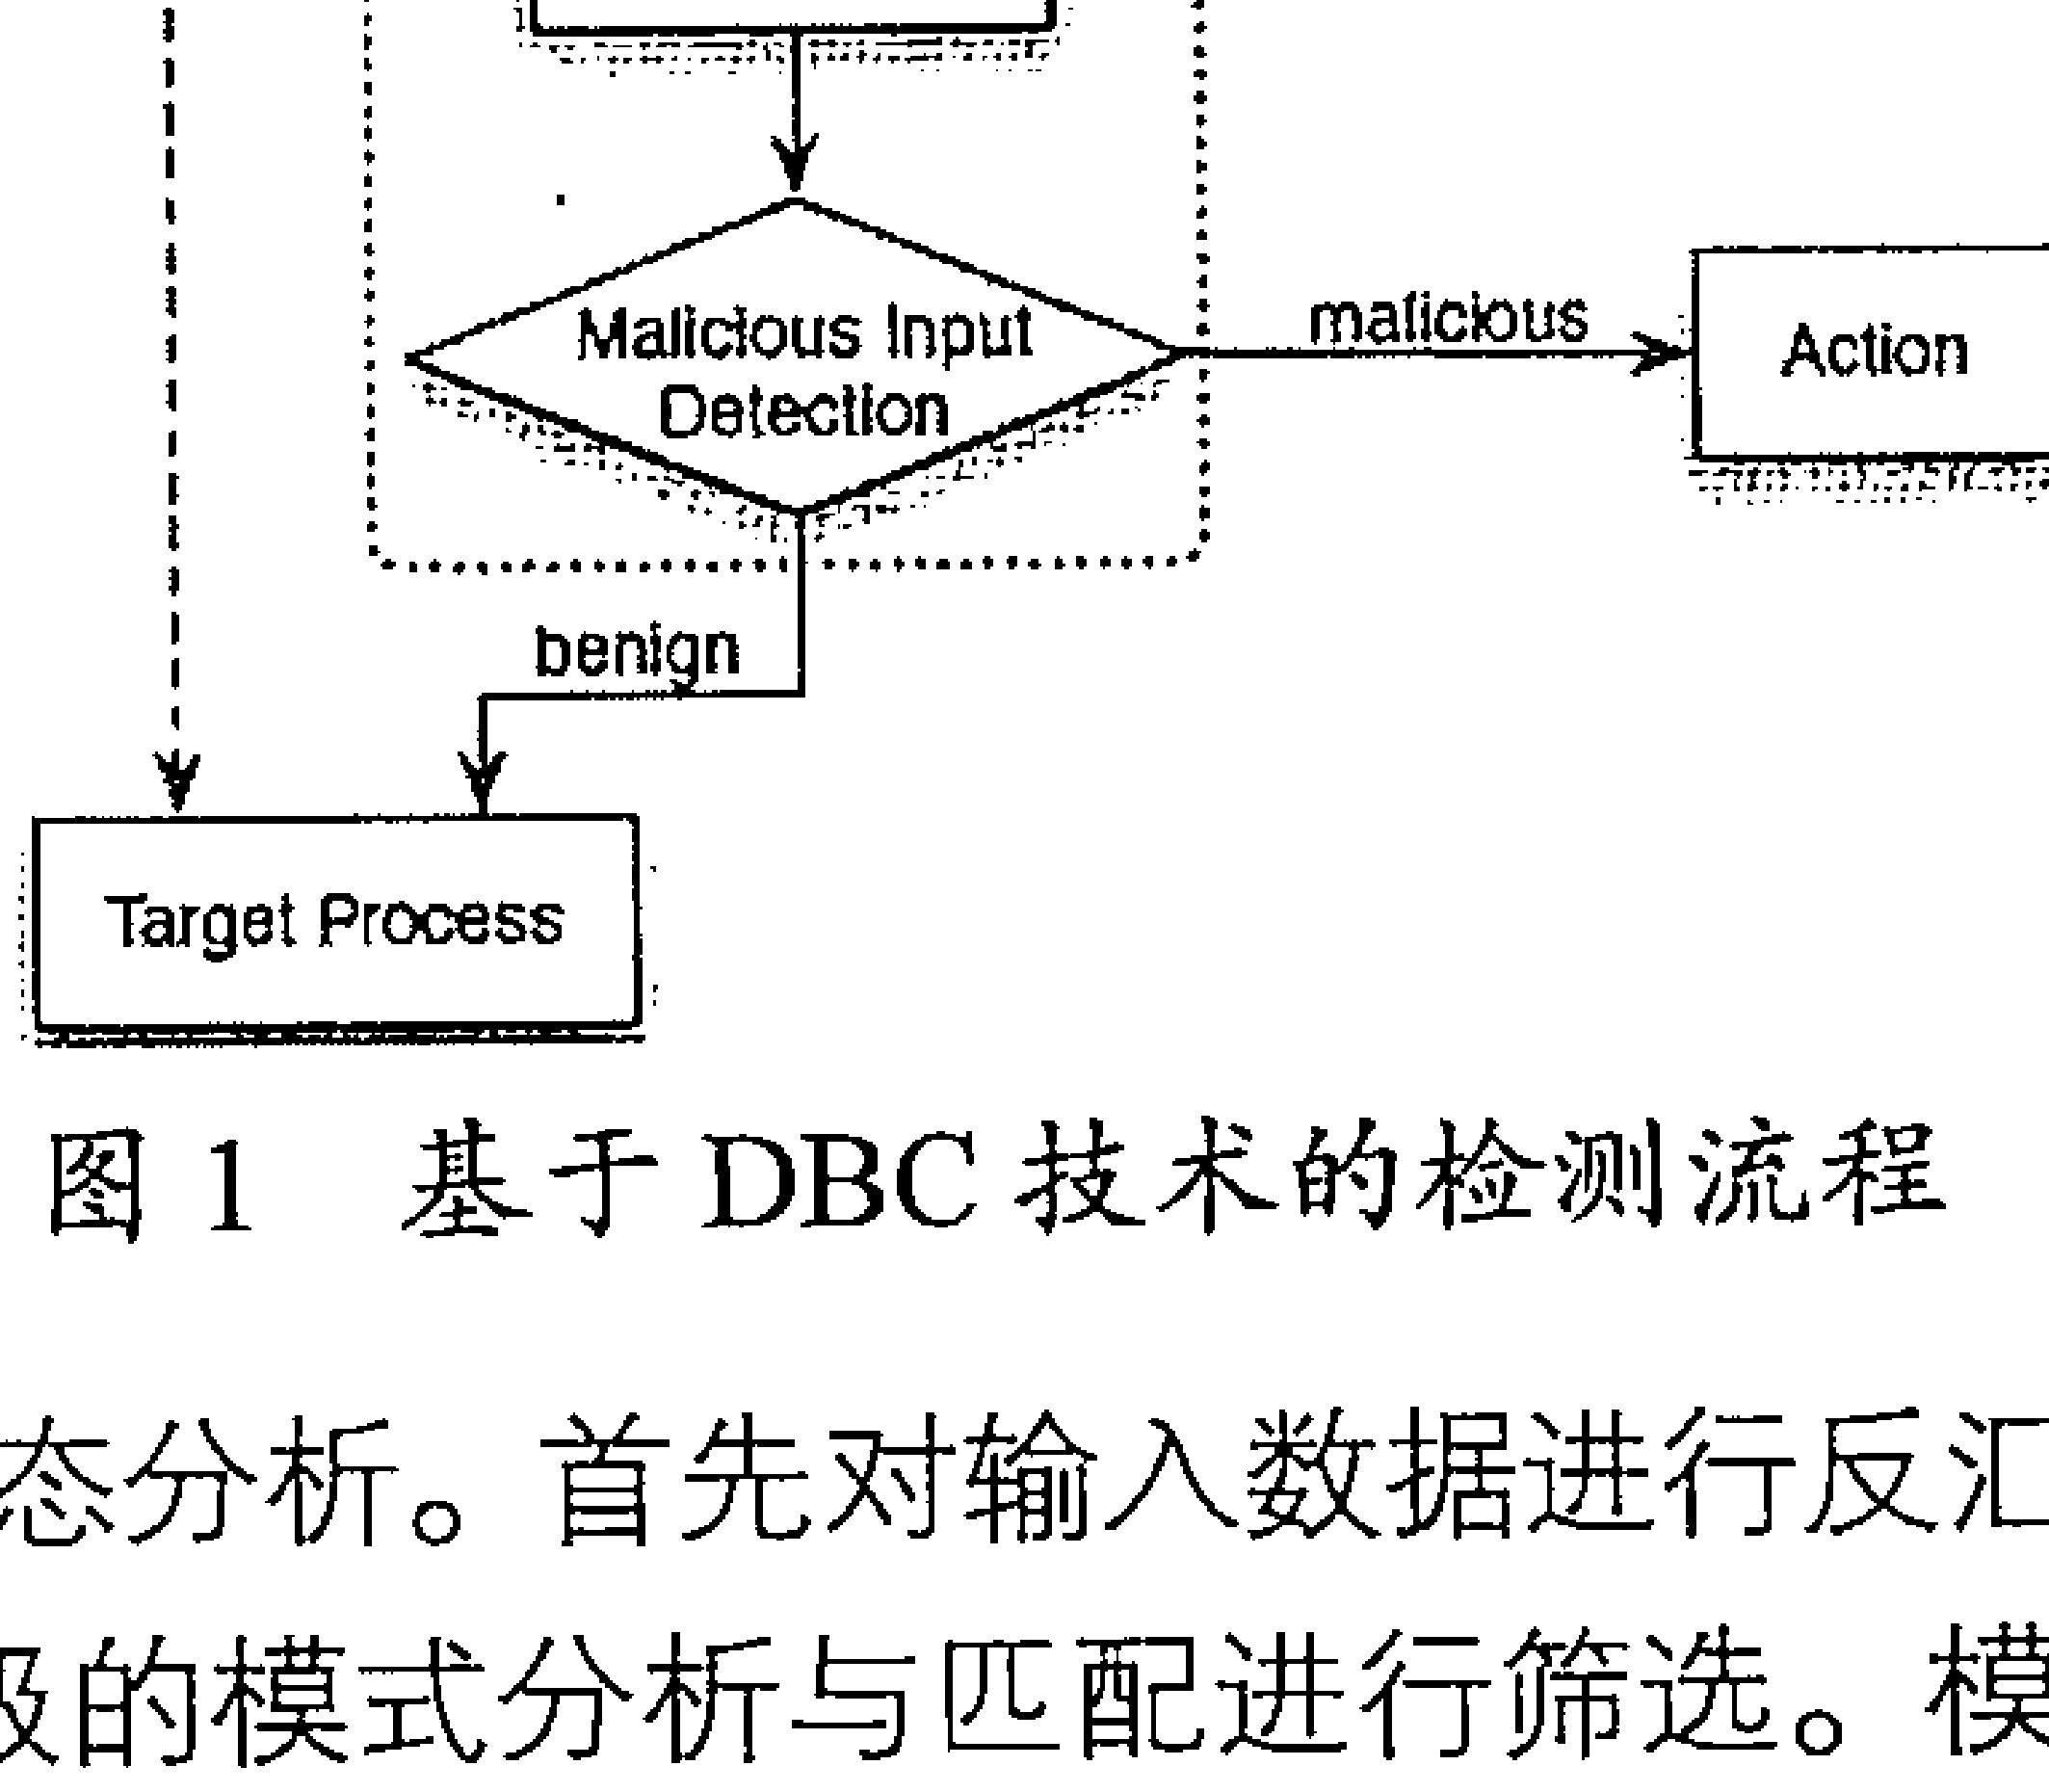 Malicious Input
Detection
malicious
Action
benign
Target Process
图 1 基于 DBC 技术的检测流程
态分析。首先对输入数据进行反汇
级的模式分析与匹配进行筛选。模